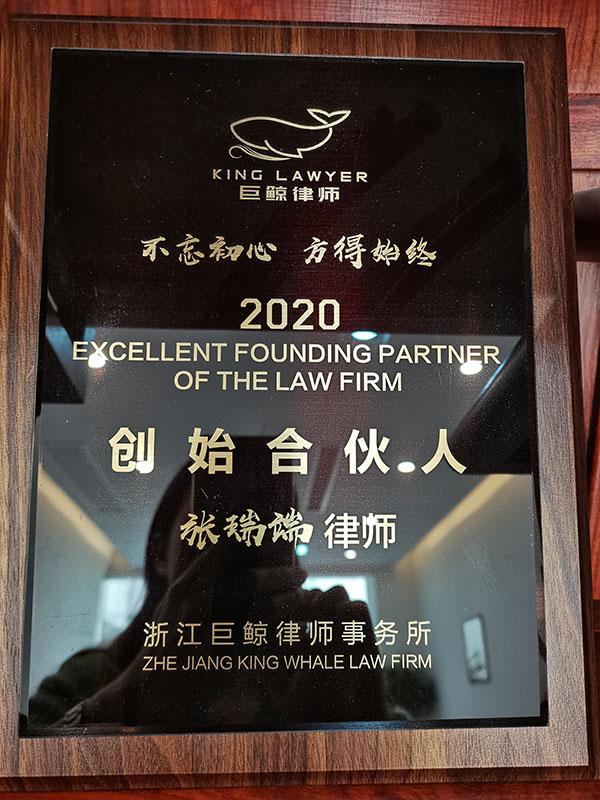 KING LAWYER
巨鲸律师
不忘初心 方得始终
2020
EXCELLENT FOUNDING PARTNER
OF THE LAW FIRM
创始合伙人
张瑞端 律师
浙江巨鲸律师事务所
ZHE JIANG KING WHALE LAW FIRM